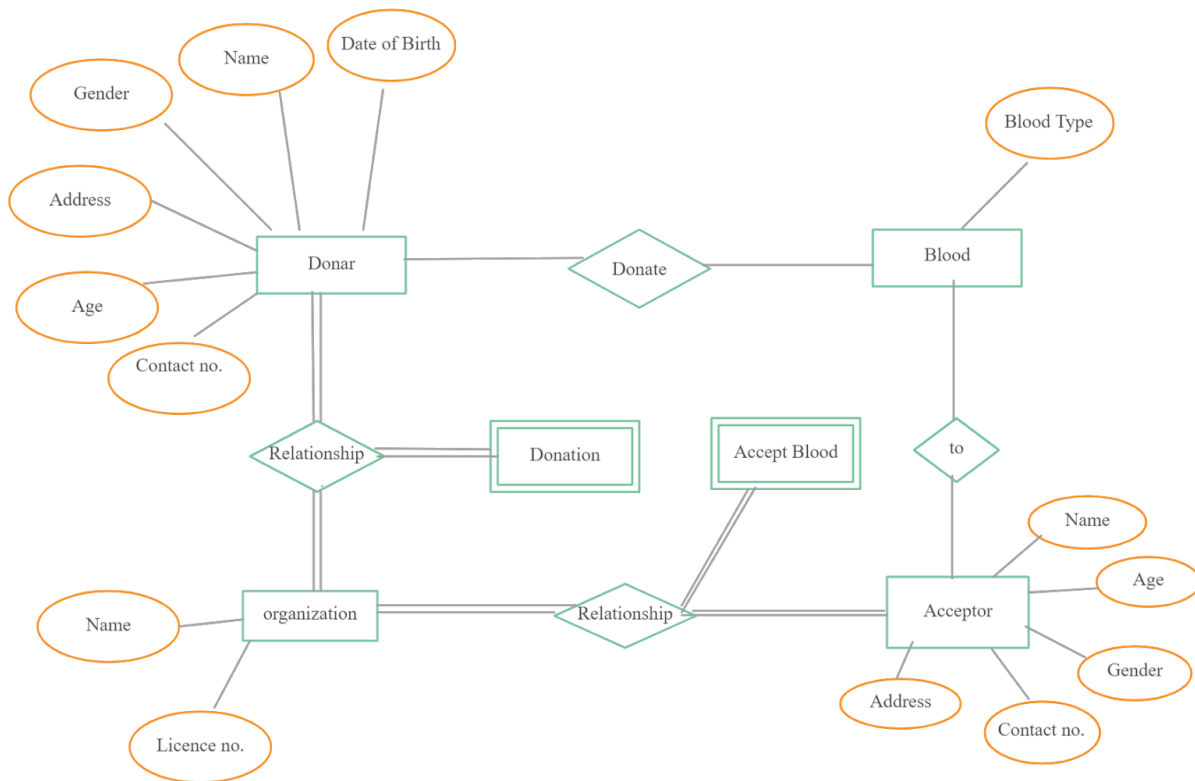 Date of Birth
Name
Gender
Blood Type
Address
Donar
Donate
Blood
Age
Contact no.
Relationship
Donation
Accept Blood
to
Name
Age
Name
organization
Relationship
Acceptor
Gender
Address
Contact no.
Licence no.